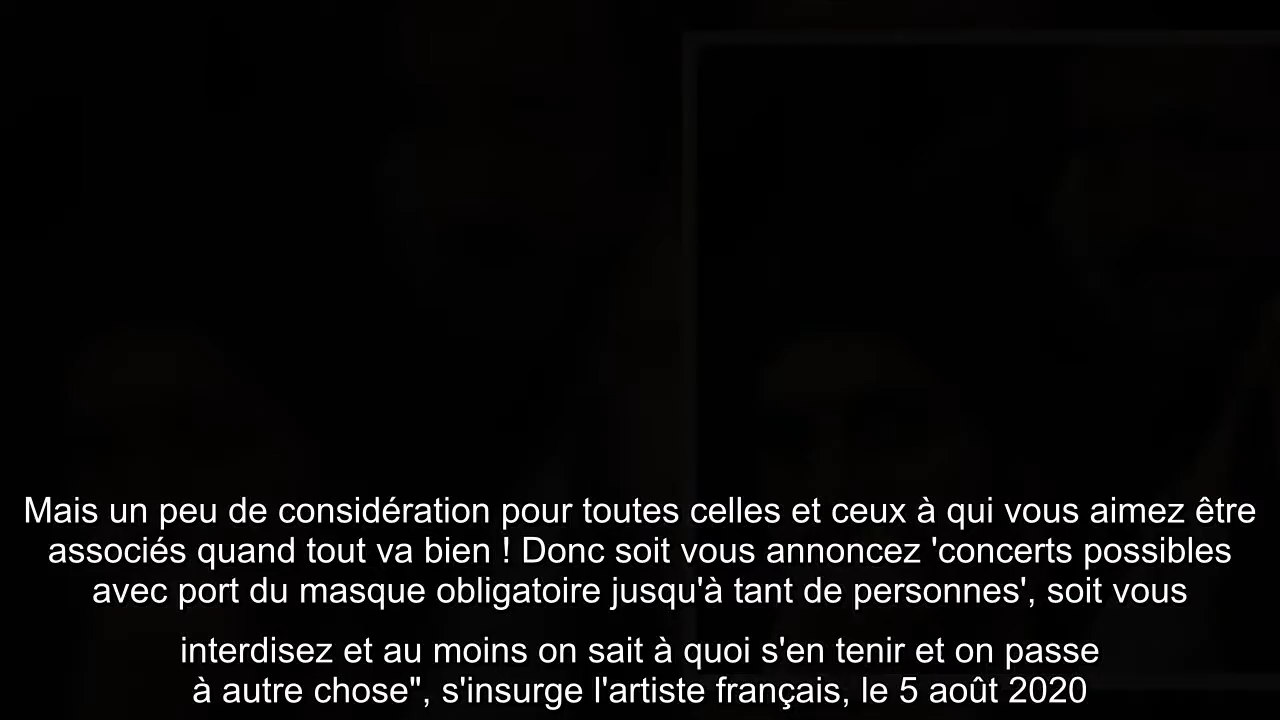 Mais un peu de considération pour toutes celles et ceux à qui vous aimez être
associés quand tout va bien ! Donc soit vous annoncez 'concerts possibles
avec port du masque obligatoire jusqu'à tant de personnes', soit vous
interdisez et au moins on sait à quoi s'en tenir et on passe
à autre chose", s'insurge l'artiste français, le 5 août 2020